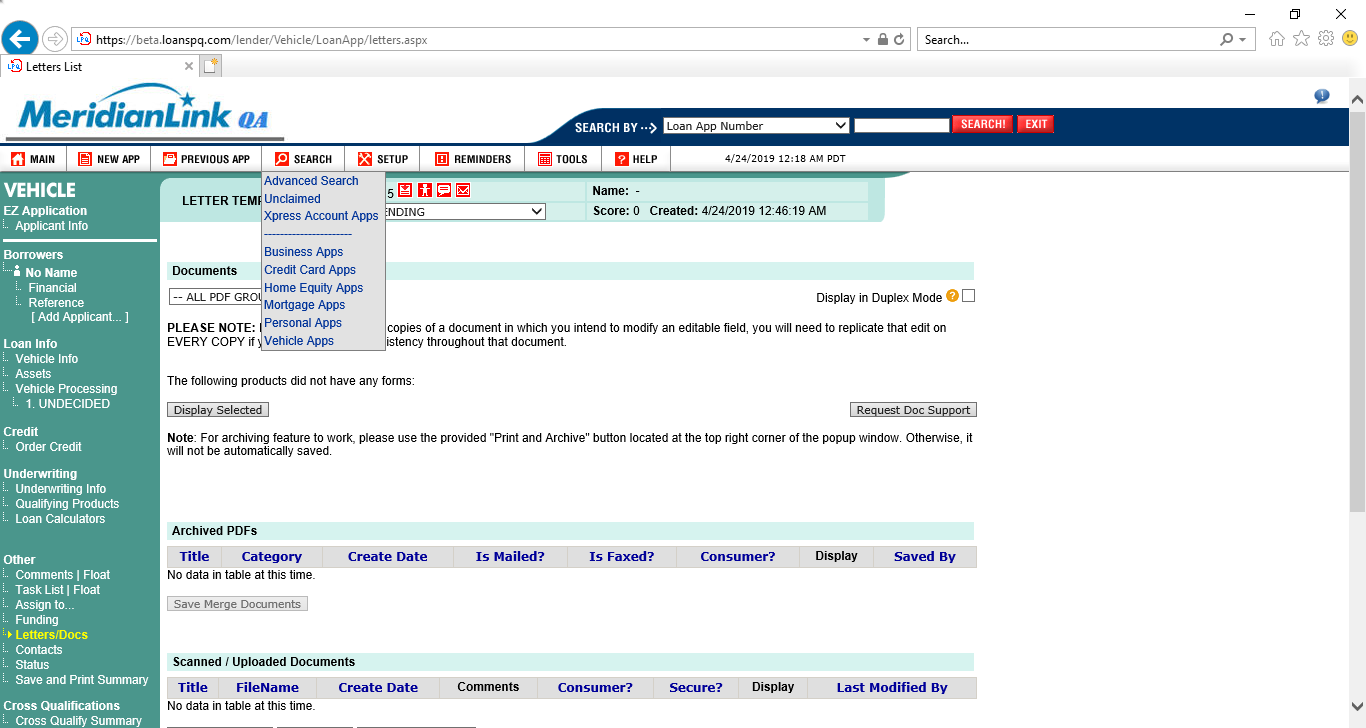 https://beta.loanspq.com/lender/Vehicle/LoanApp/letters.aspx
Search...
LPQ Letters List
MeridianLink QA
SEARCH BY ··> Loan App Number SEARCH! EXIT
MAIN NEW APP PREVIOUS APP SEARCH SETUP REMINDERS TOOLS HELP 4/24/2019 12:18 AM PDT
Advanced Search
Unclaimed
Xpress Account Apps
----------------------
Business Apps
Credit Card Apps
Home Equity Apps
Mortgage Apps
Personal Apps
Vehicle Apps
VEHICLE
EZ Application
Applicant Info
Borrowers
No Name
Financial
Reference
[ Add Applicant... ]
Loan Info
Vehicle Info
Assets
Vehicle Processing
1. UNDECIDED
Credit
Order Credit
Underwriting
Underwriting Info
Qualifying Products
Loan Calculators
Other
Comments | Float
Task List | Float
Assign to...
Funding
Letters/Docs
Contacts
Status
Save and Print Summary
Cross Qualifications
Cross Qualify Summary
LETTER TEMP 5 Name: -
ENDING Score: 0 Created: 4/24/2019 12:46:19 AM
Documents
-- ALL PDF GROU Display in Duplex Mode ?
PLEASE NOTE: copies of a document in which you intend to modify an editable field, you will need to replicate that edit on
EVERY COPY if y istency throughout that document.
The following products did not have any forms:
Display Selected Request Doc Support
Note: For archiving feature to work, please use the provided "Print and Archive" button located at the top right corner of the popup window. Otherwise, it
will not be automatically saved.
Archived PDFs
Title Category Create Date Is Mailed? Is Faxed? Consumer? Display Saved By
No data in table at this time.
Save Merge Documents
Scanned / Uploaded Documents
Title FileName Create Date Comments Consumer? Secure? Display Last Modified By
No data in table at this time.